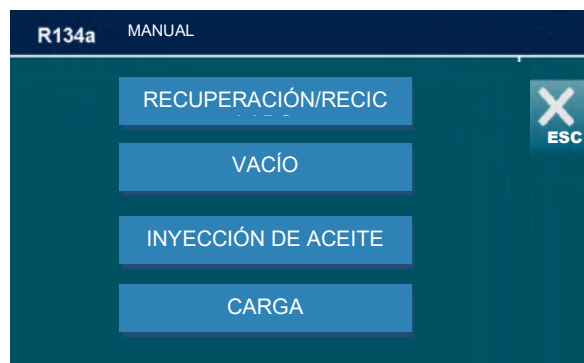 R134a MANUAL
RECUPERACIÓN/RECIC
VACÍO
INYECCIÓN DE ACEITE
CARGA
ESC